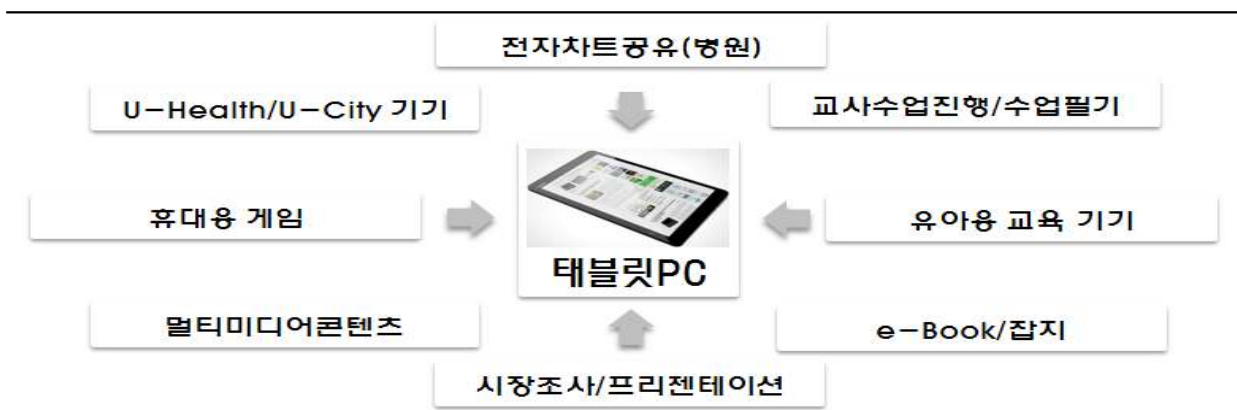 전자차트공유(병원)
U-Health/U-City 기기
교사수업진행/수업필기
휴대용 게임
유아용 교육 기기
태블릿PC
멀티미디어콘텐츠
e-Book/잡지
시장조사/프리젠테이션